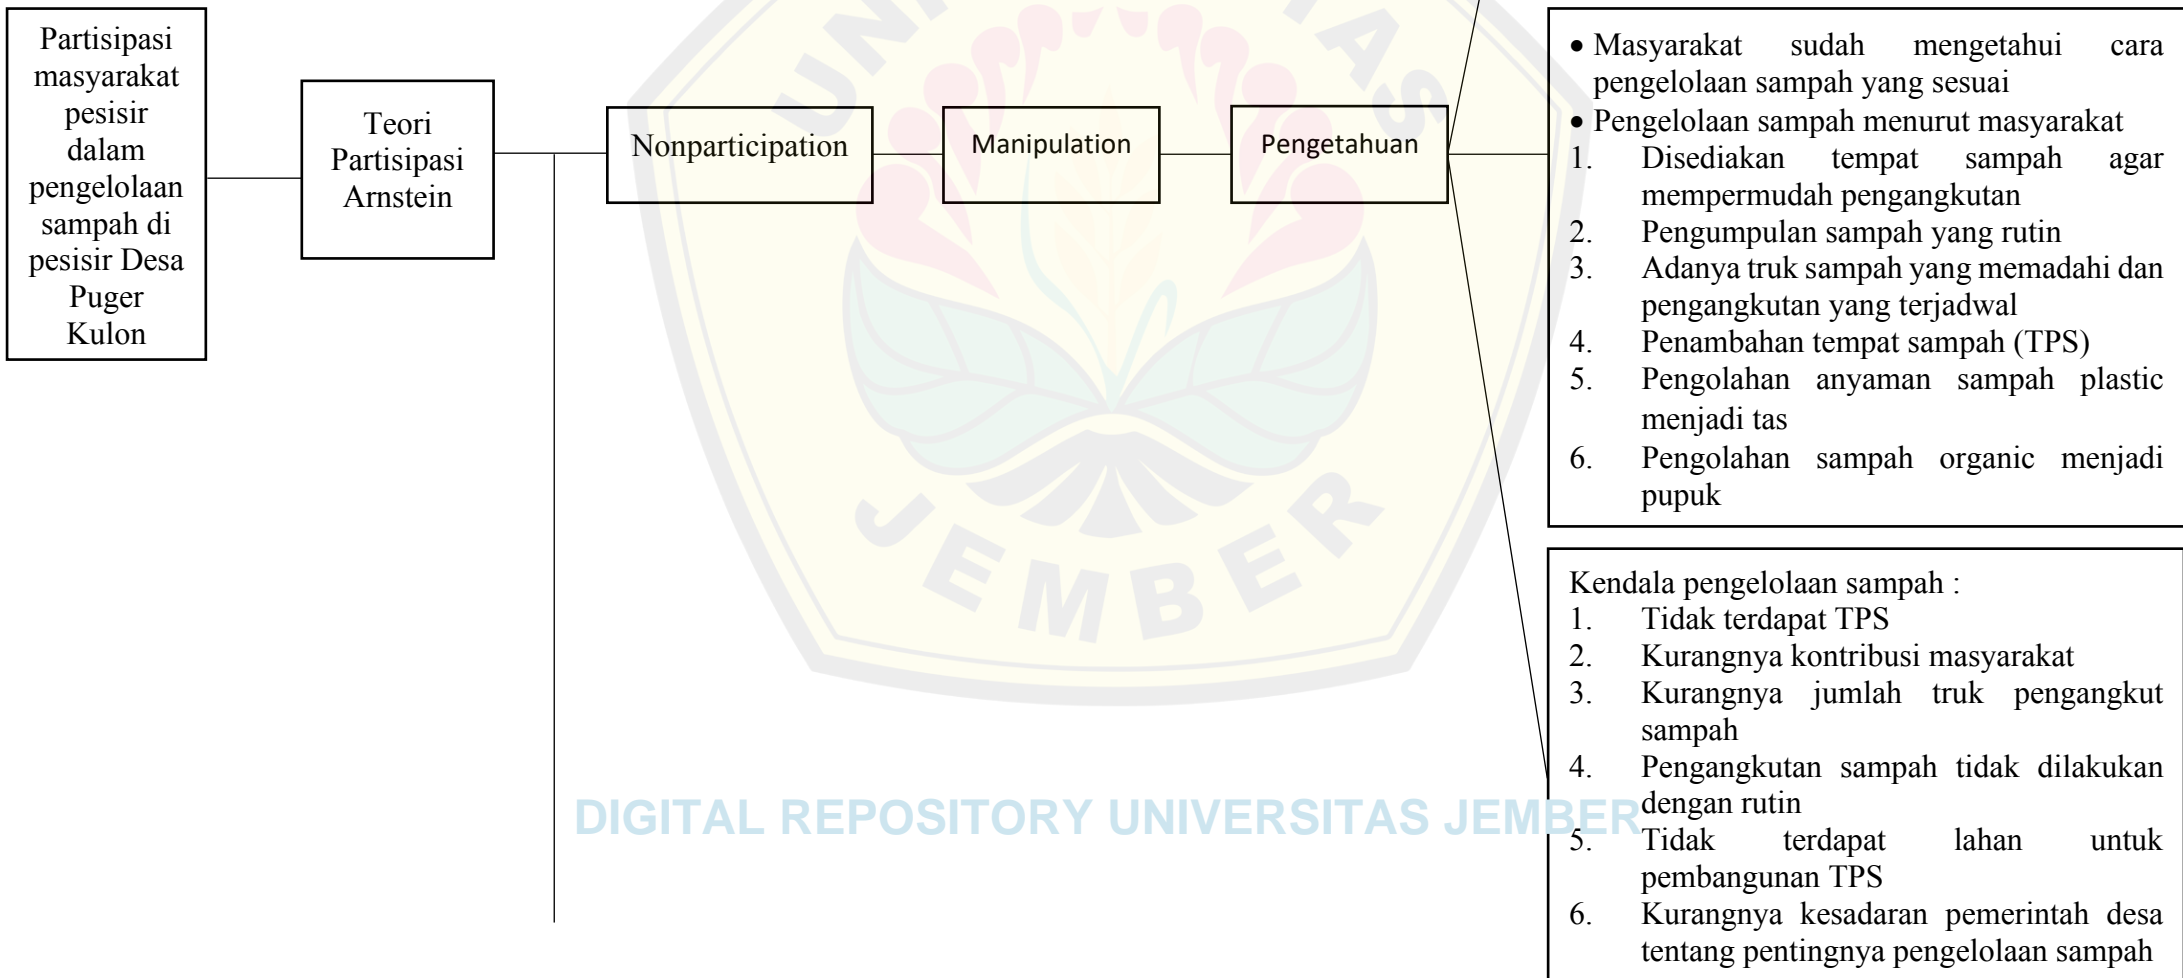 Partisipasi
masyarakat
pesisir
dalam
pengelolaan
sampah di
pesisir Desa
Puger
Kulon
Teori
Partisipasi
Arnstein
Nonparticipation
Manipulation
Pengetahuan
• Masyarakat sudah mengetahui cara
pengelolaan sampah yang sesuai
• Pengelolaan sampah menurut masyarakat
1. Disediakan tempat sampah agar
mempermudah pengangkutan
2. Pengumpulan sampah yang rutin
3. Adanya truk sampah yang memadahi dan
pengangkutan yang terjadwal
4. Penambahan tempat sampah (TPS)
5. Pengolahan anyaman sampah plastic
menjadi tas
6. Pengolahan sampah organic menjadi
pupuk
Kendala pengelolaan sampah :
1. Tidak terdapat TPS
2. Kurangnya kontribusi masyarakat
3. Kurangnya jumlah truk pengangkut
sampah
4. Pengangkutan sampah tidak dilakukan
dengan rutin
5. Tidak terdapat lahan untuk
pembangunan TPS
6. Kurangnya kesadaran pemerintah desa
tentang pentingnya pengelolaan sampah
JEMBER
DIGITAL REPOSITORY UNIVERSITAS JEMBER